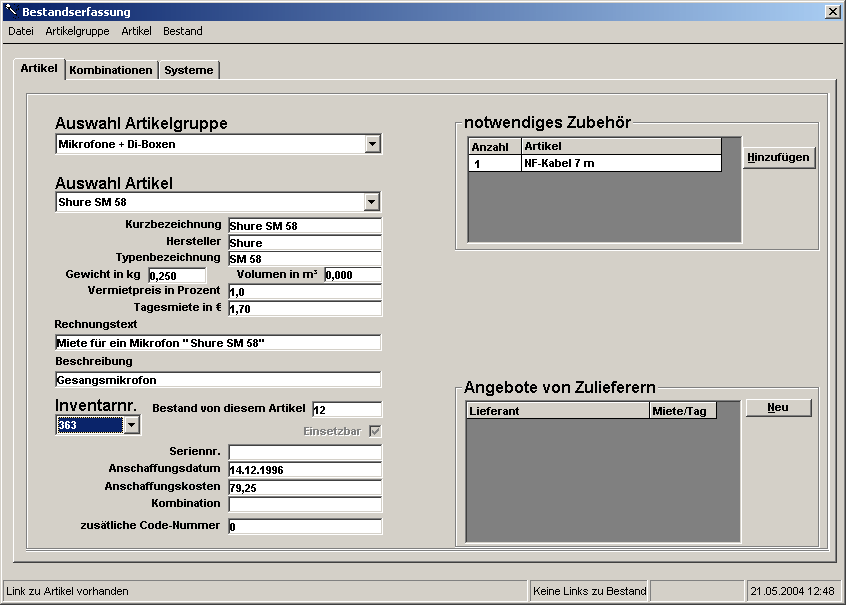 Bestandserfassung
Datei Artikelgruppe Artikel Bestand
Artikel Kombinationen Systeme
Auswahl Artikelgruppe
Mikrofone + Di-Boxen
Auswahl Artikel
Shure SM 58
Kurzbezeichnung Shure SM 58
Hersteller Shure
Typenbezeichnung SM 58
Gewicht in kg 0,250 Volumen in m³ 0,000
Vermietpreis in Prozent 1,0
Tagesmiete in € 1,70
Rechnungstext
Miete für ein Mikrofon "Shure SM 58"
Beschreibung
Gesangsmikrofon
Inventarnr. Bestand von diesem Artikel 12
363
Einsetzbar
Seriennr.
Anschaffungsdatum 14.12.1996
Anschaffungskosten 79,25
Kombination
zusätliche Code-Nummer 0
notwendiges Zubehör
Anzahl Artikel
1 NF-Kabel 7 m
Hinzufügen
Angebote von Zulieferern
Lieferant Miete/Tag
Neu
Link zu Artikel vorhanden Keine Links zu Bestand 21.05.2004 12:48